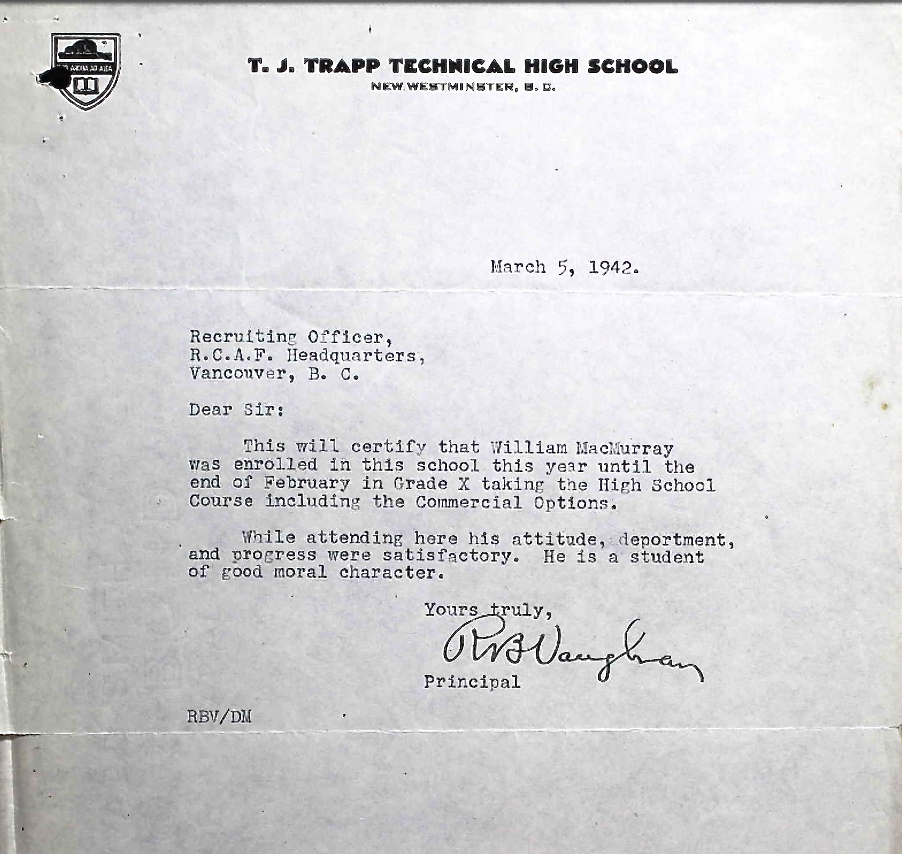 T. J. TRAPP TECHNICAL HIGH SCHOOL
NEW WESTMINSTER, B. C.
March 5, 1942.
Recruiting Officer,
R.C.A.F. Headquarters,
Vancouver, B. C.
Dear Sir:
This will certify that William MacMurray
was enrolled in this school this year until the
end of February in Grade X taking the High School
Course including the Commercial Options.
While attending here his attitude, deportment,
and progress were satisfactory.  He is a student
of good moral character.
Yours truly,
RB Vaughan
Principal
RBV/DM